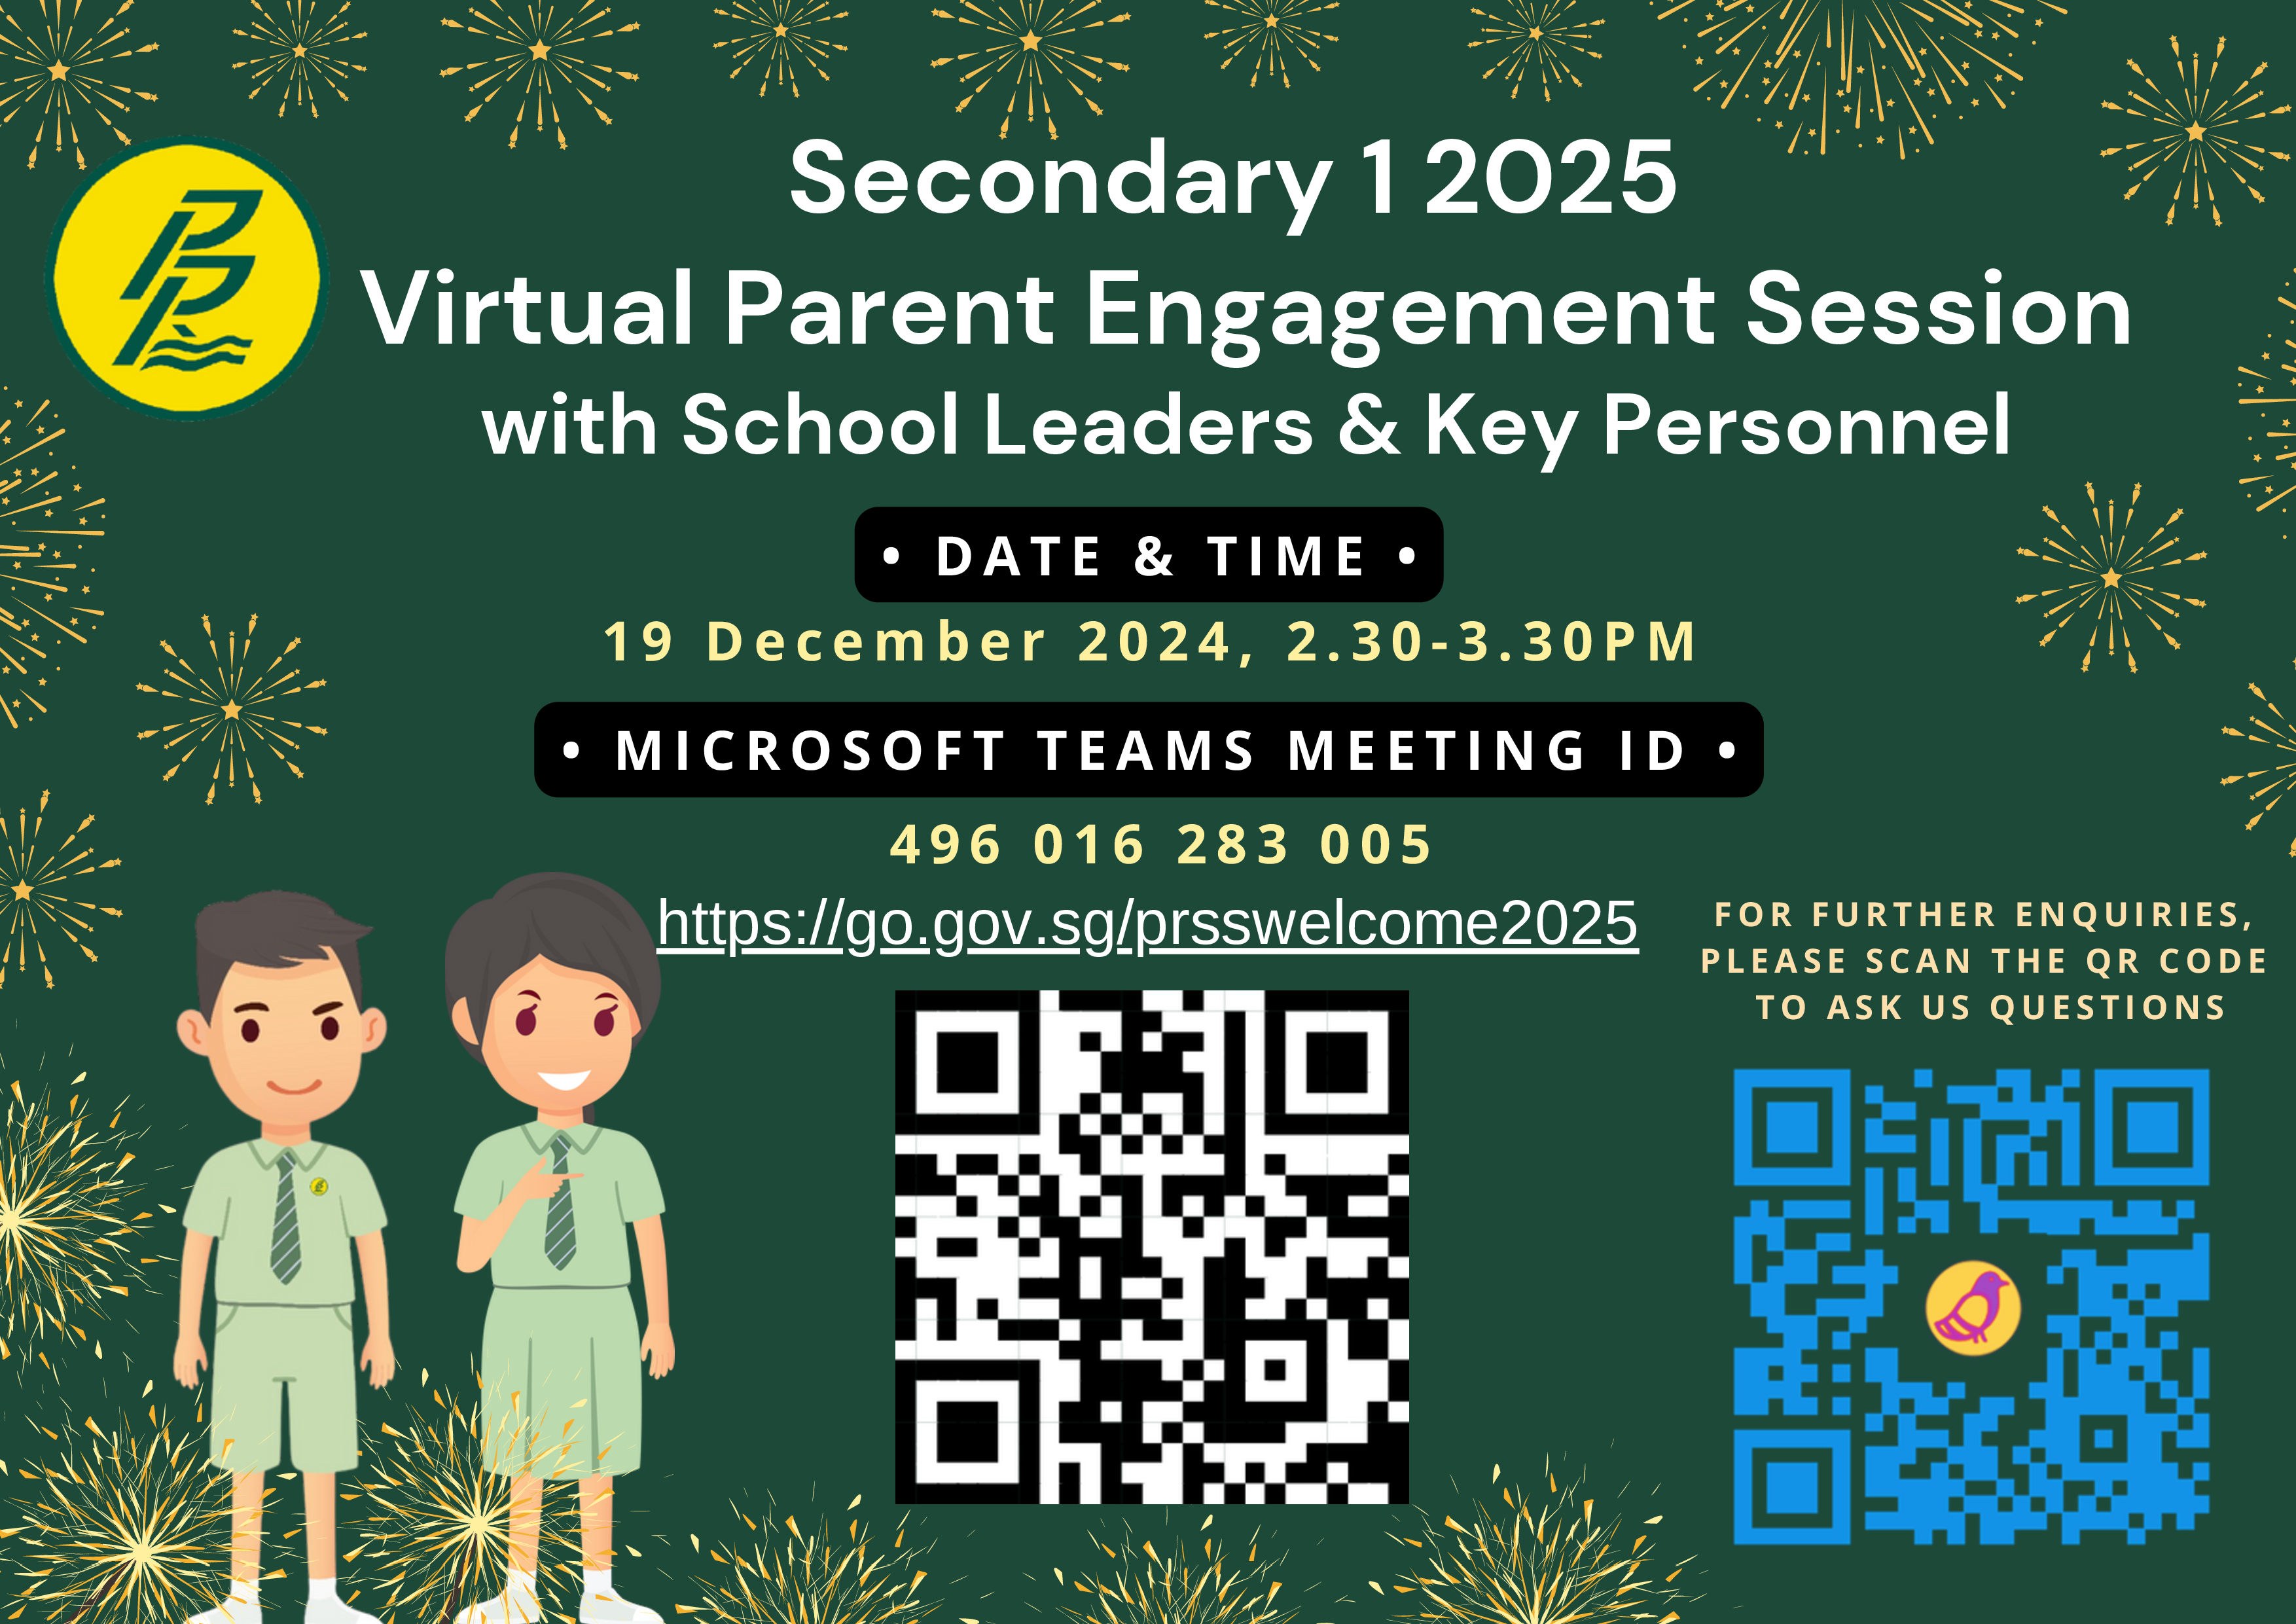 Secondary 1 2025
Virtual Parent Engagement Session
with School Leaders & Key Personnel
• DATE & TIME •
19 December 2024, 2.30-3.30PM
• MICROSOFT TEAMS MEETING ID •
496 016 283 005
https://go.gov.sg/prsswelcome2025
FOR FURTHER ENQUIRIES,
PLEASE SCAN THE QR CODE
TO ASK US QUESTIONS